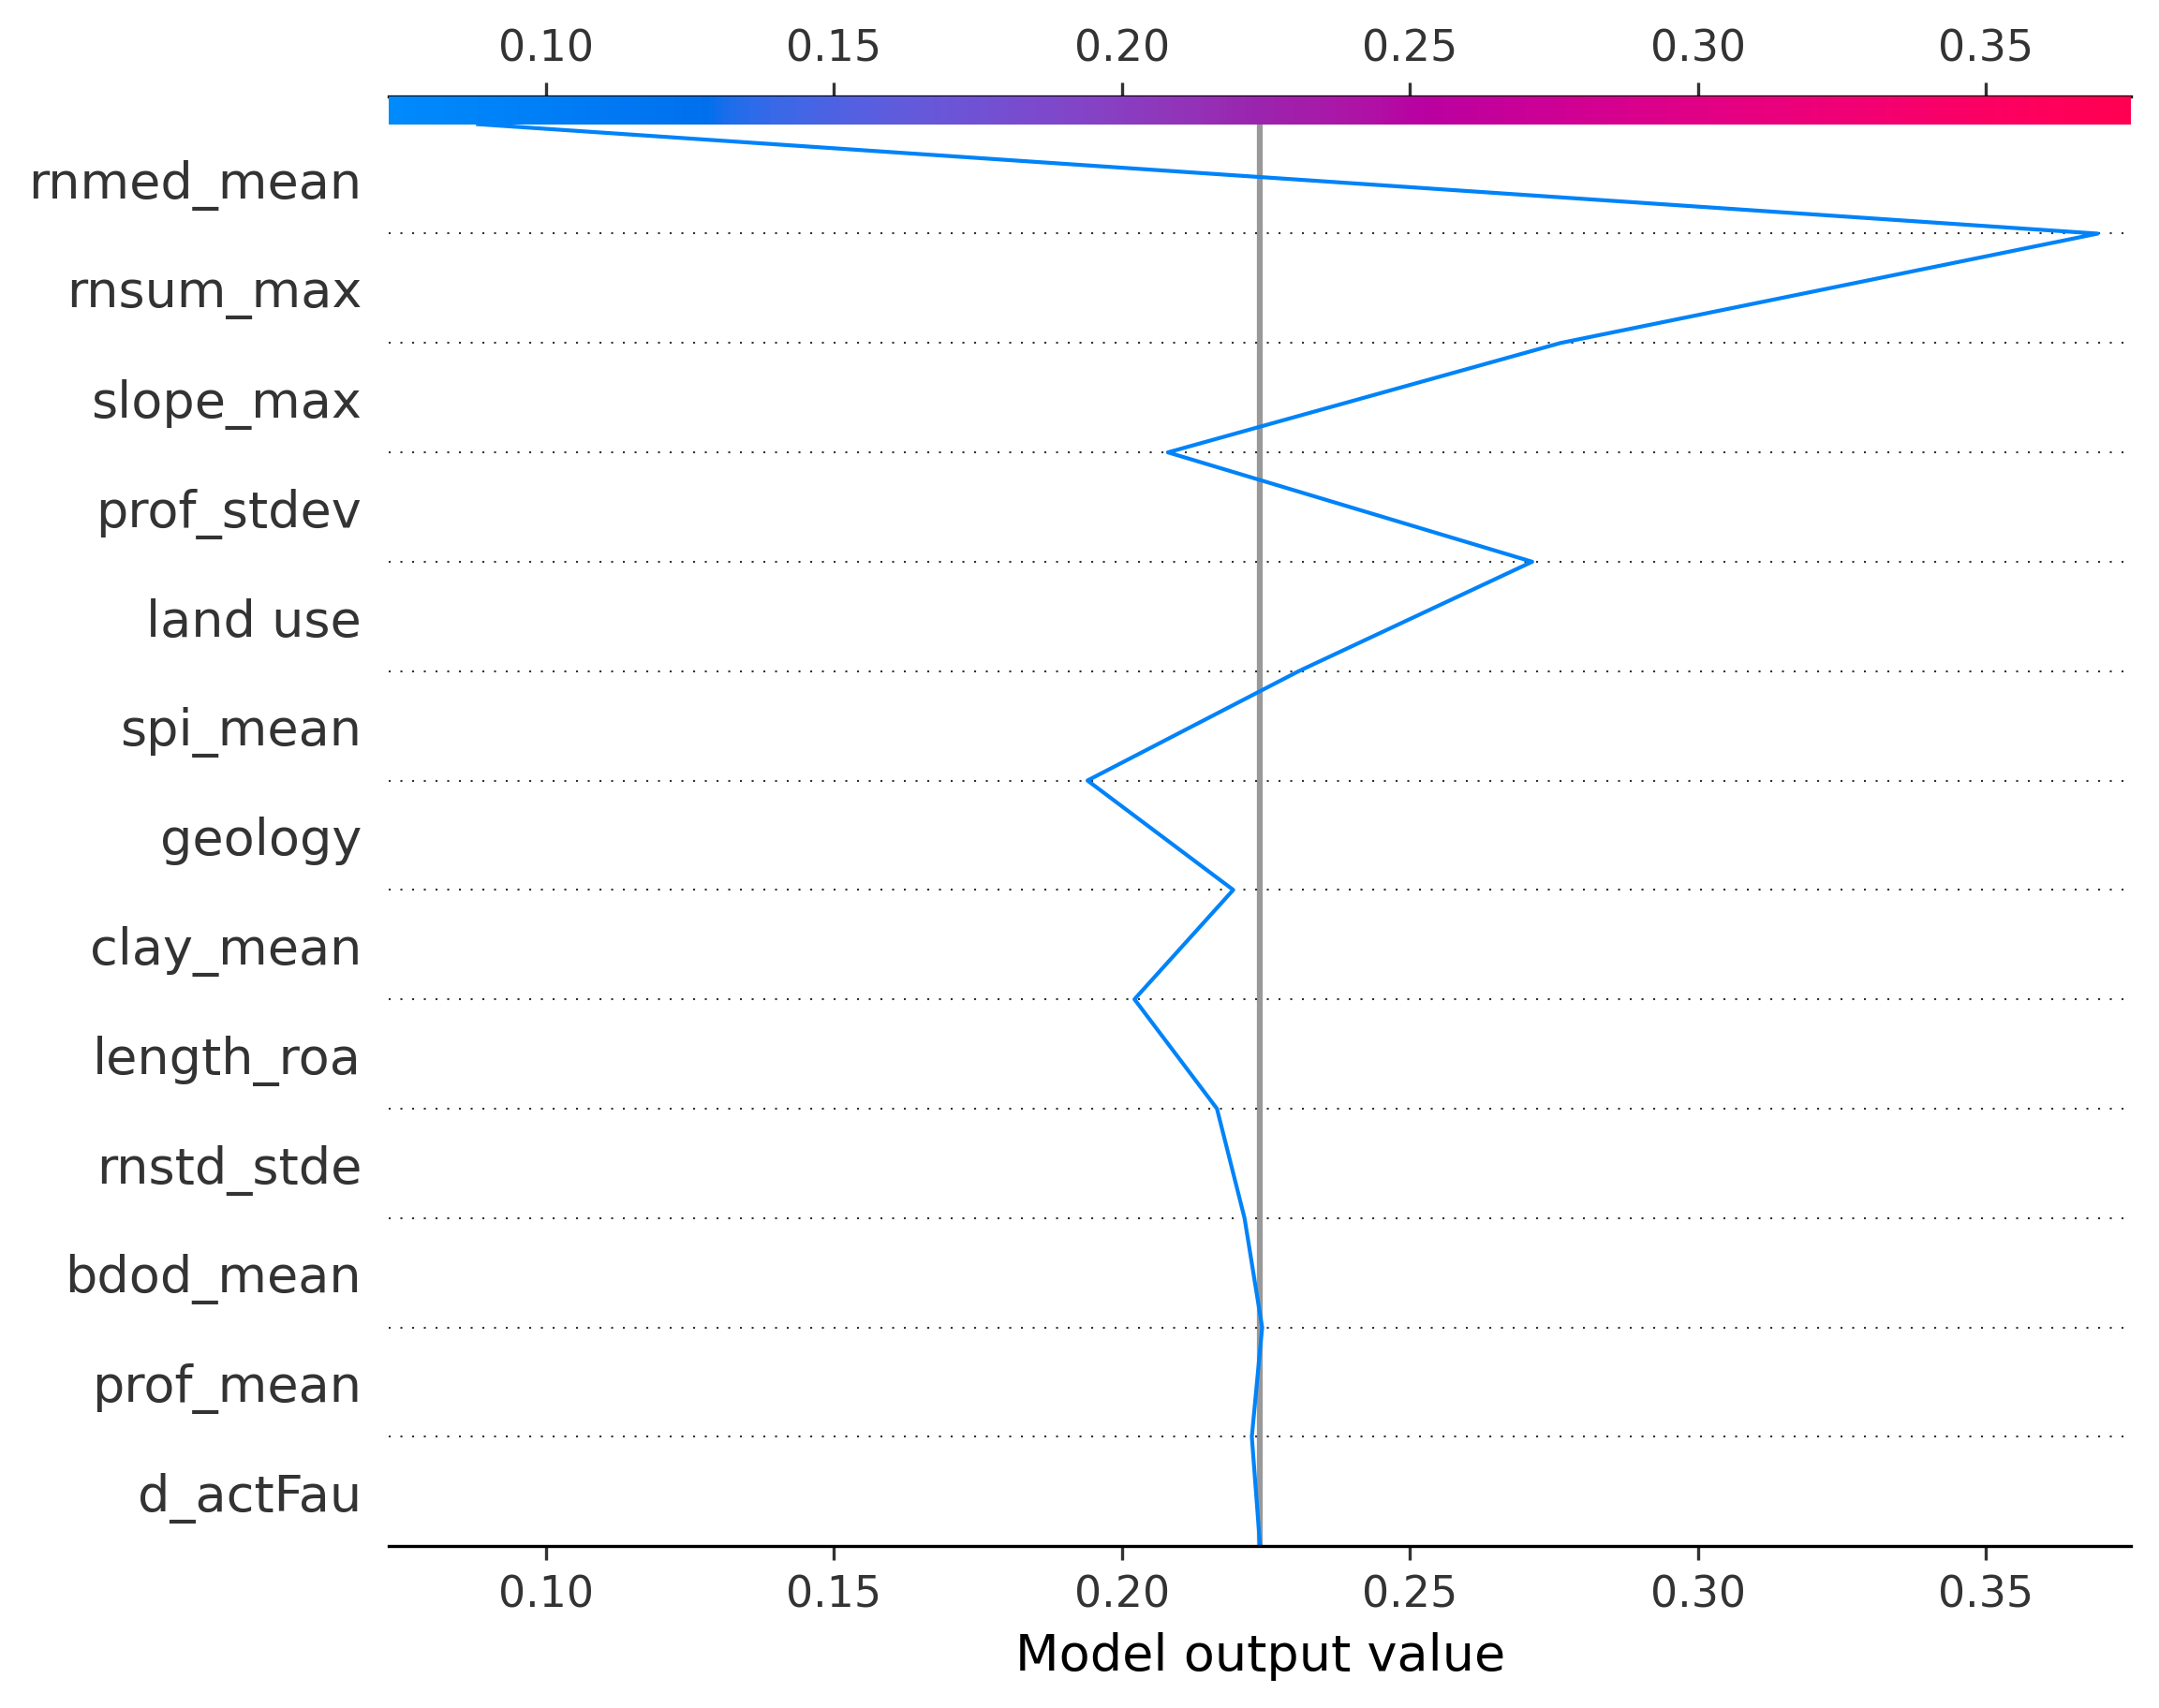 0.10 0.15 0.20 0.25 0.30 0.35
rnmed_mean
rnsum_max
slope_max
prof_stdev
land use
spi_mean
geology
clay_mean
length_roa
rnstd_stde
bdod_mean
prof_mean
d_actFau
0.10 0.15 0.20 0.25 0.30 0.35
Model output value